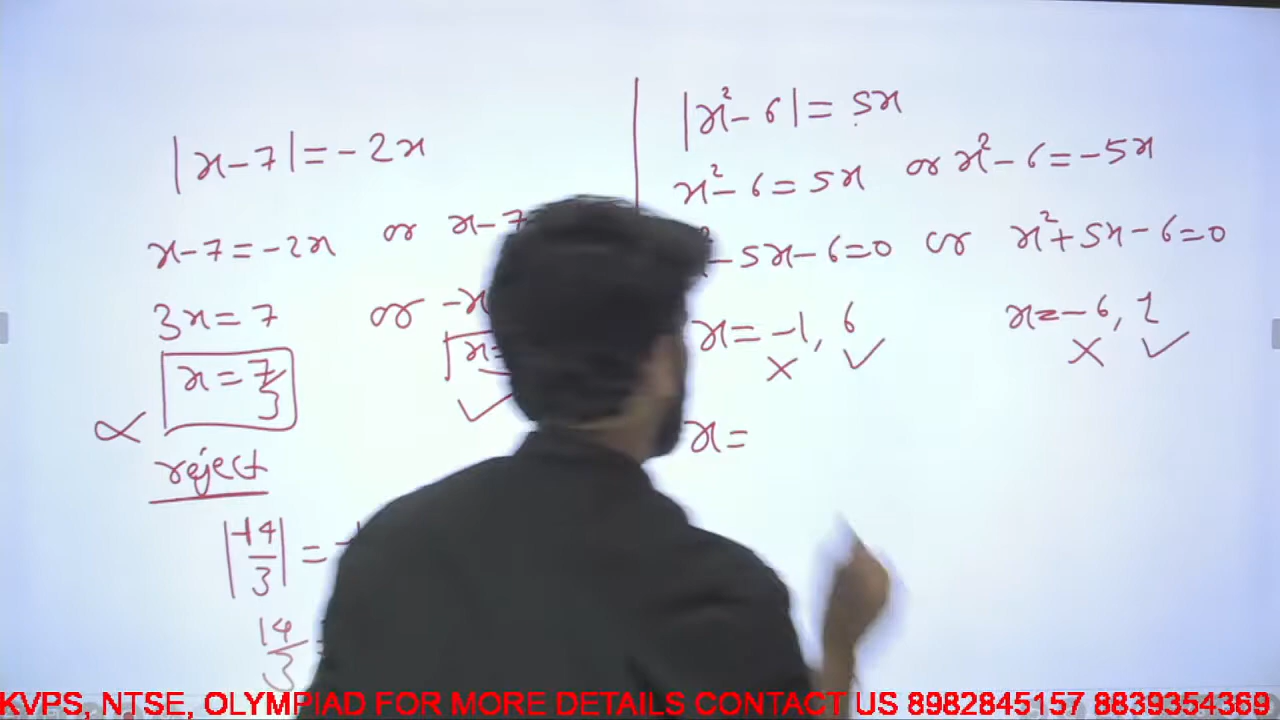 |x-7|=-2x
x-7=-2x or x-7
3x=7 or -x
x=7/3 x=
reject
|-14/3|=-
14/3
|x²-6|=5x
x²-6=5x or x²-6=-5x
-5x-6=0 or x²+5x-6=0
x=-1, 6 x=-6, 1
x=
KVPS, NTSE, OLYMPIAD FOR MORE DETAILS CONTACT US 8982845157 8839354369